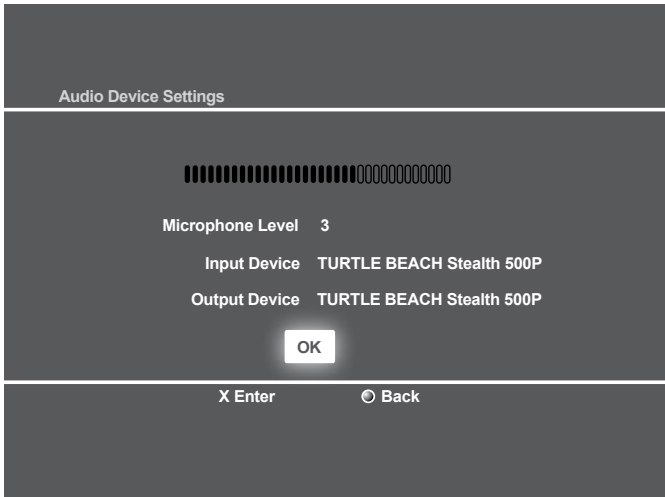 Audio Device Settings
Microphone Level 3
Input Device TURTLE BEACH Stealth 500P
Output Device TURTLE BEACH Stealth 500P
OK
X Enter Back